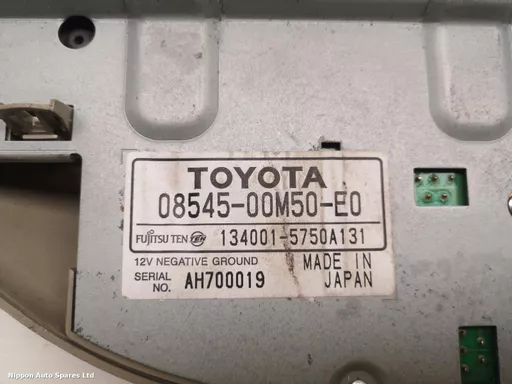 TOYOTA
08545-00M50-E0
FUJITSU TEN TEN 134001-5750A131
12V NEGATIVE GROUND MADE IN
SERIAL NO. AH700019 JAPAN
Nippon Auto Spares Ltd